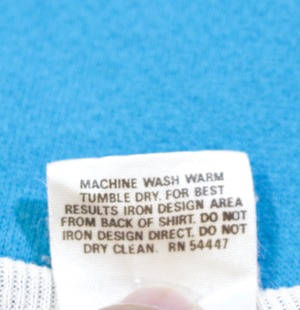 MACHINE WASH WARM
TUMBLE DRY. FOR BEST
RESULTS IRON DESIGN AREA
FROM BACK OF SHIRT. DO NOT
IRON DESIGN DIRECT. DO NOT
DRY CLEAN. RN 54447